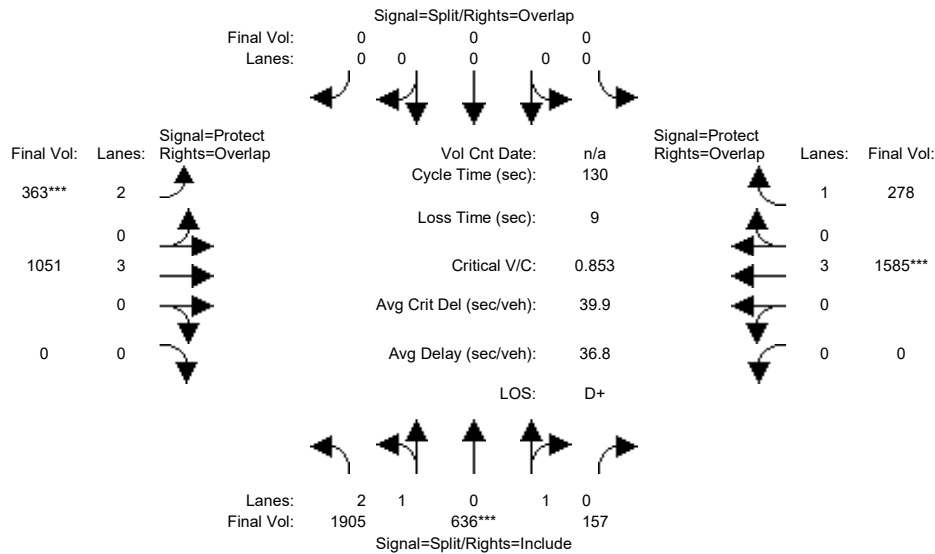 Signal=Split/Rights=Overlap
Final Vol: 0 0 0
Lanes: 0 0 0 0 0
Signal=Protect Signal=Protect
Final Vol: Lanes: Rights=Overlap Vol Cnt Date: n/a Rights=Overlap Lanes: Final Vol:
Cycle Time (sec): 130
363*** 2 1 278
Loss Time (sec): 9
0 0
1051 3 Critical V/C: 0.853 3 1585***
0 Avg Crit Del (sec/veh): 39.9 0
0 0 Avg Delay (sec/veh): 36.8 0 0
LOS: D+
Lanes: 2 1 0 1 0
Final Vol: 1905 636*** 157
Signal=Split/Rights=Include